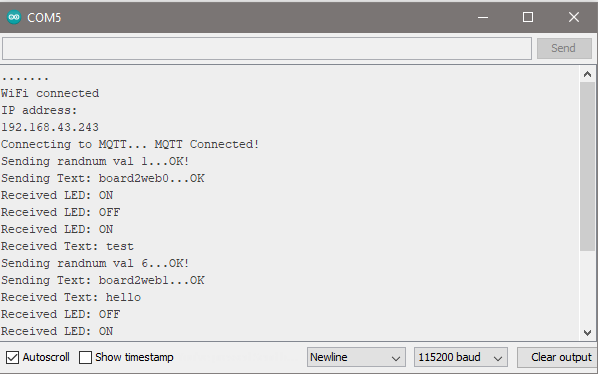 COM5
Send
.......
WiFi connected
IP address:
192.168.43.243
Connecting to MQTT... MQTT Connected!
Sending randnum val 1...OK!
Sending Text: board2web0...OK
Received LED: ON
Received LED: OFF
Received LED: ON
Received Text: test
Sending randnum val 6...OK!
Sending Text: board2web1...OK
Received Text: hello
Received LED: OFF
Received LED: ON
Autoscroll Show timestamp Newline 115200 baud Clear output